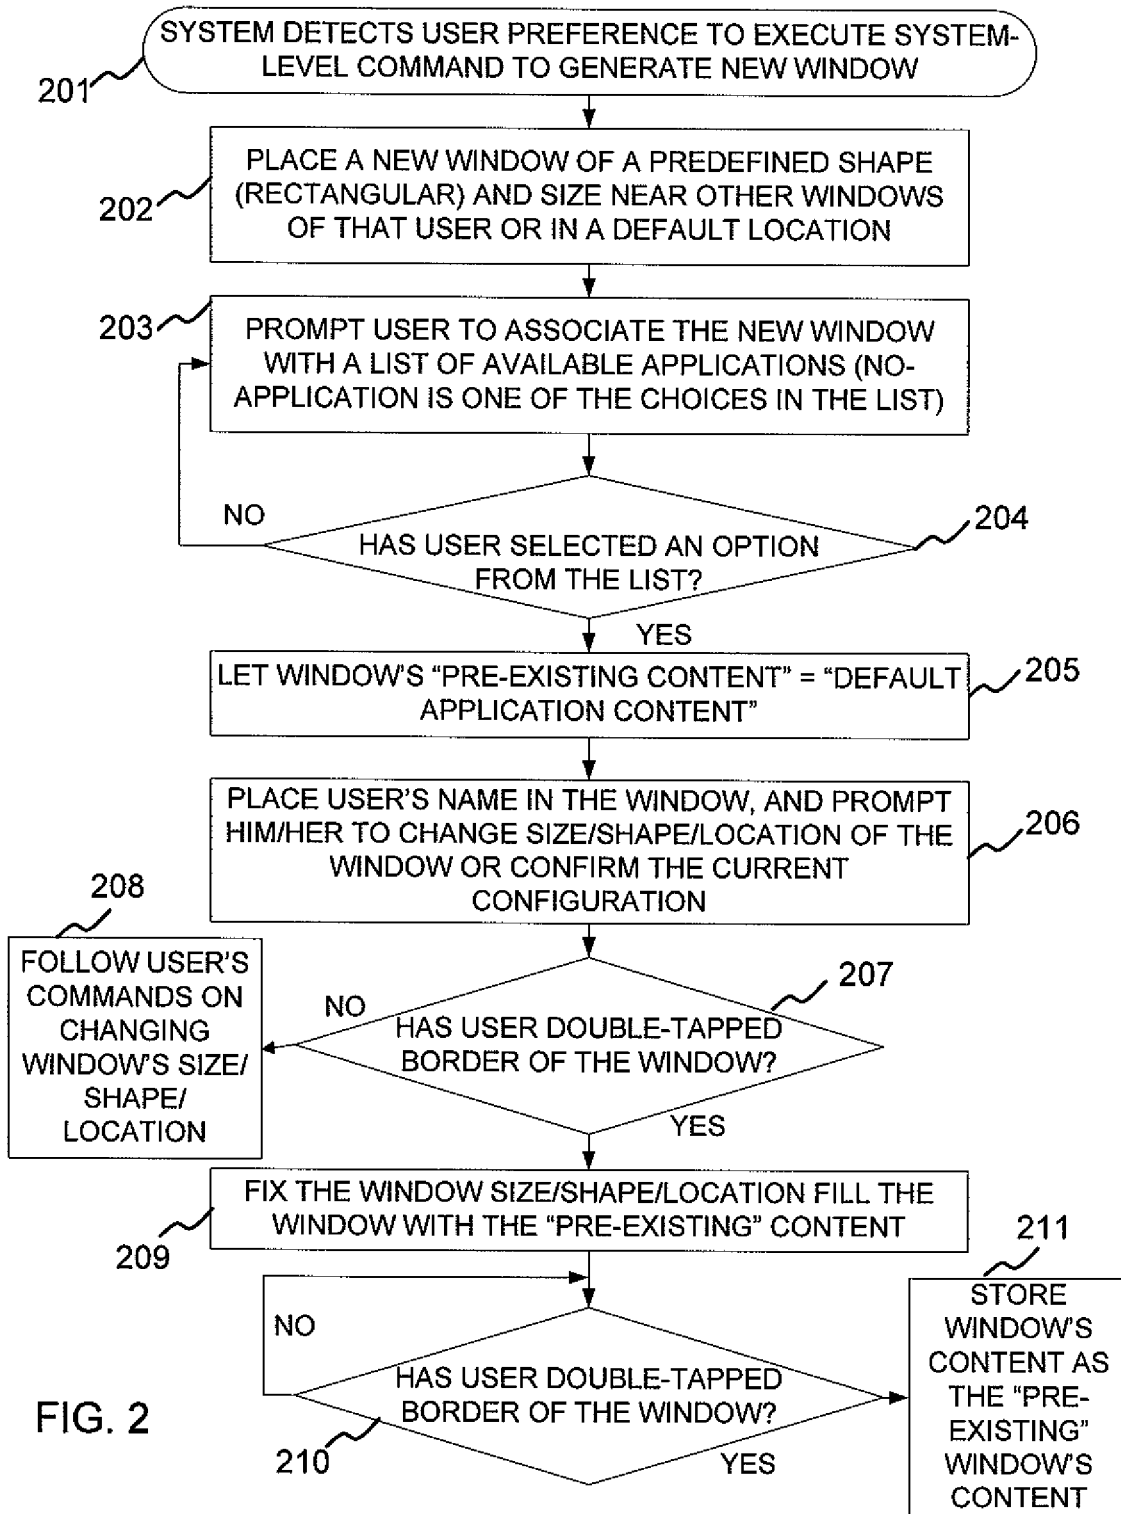 SYSTEM DETECTS USER PREFERENCE TO EXECUTE SYSTEM-
LEVEL COMMAND TO GENERATE NEW WINDOW
201
PLACE A NEW WINDOW OF A PREDEFINED SHAPE
(RECTANGULAR) AND SIZE NEAR OTHER WINDOWS
OF THAT USER OR IN A DEFAULT LOCATION
202
203
PROMPT USER TO ASSOCIATE THE NEW WINDOW
WITH A LIST OF AVAILABLE APPLICATIONS (NO-
APPLICATION IS ONE OF THE CHOICES IN THE LIST)
NO
204
HAS USER SELECTED AN OPTION
FROM THE LIST?
YES
LET WINDOW'S “PRE-EXISTING CONTENT” = “DEFAULT
APPLICATION CONTENT”
205
PLACE USER'S NAME IN THE WINDOW, AND PROMPT
HIM/HER TO CHANGE SIZE/SHAPE/LOCATION OF THE
WINDOW OR CONFIRM THE CURRENT
CONFIGURATION
206
208
FOLLOW USER'S
COMMANDS ON
CHANGING
WINDOW'S SIZE/
SHAPE/
LOCATION
NO
207
HAS USER DOUBLE-TAPPED
BORDER OF THE WINDOW?
YES
FIX THE WINDOW SIZE/SHAPE/LOCATION FILL THE
WINDOW WITH THE “PRE-EXISTING” CONTENT
209
211
NO
HAS USER DOUBLE-TAPPED
BORDER OF THE WINDOW?
210
YES
STORE
WINDOW'S
CONTENT AS
THE “PRE-
EXISTING”
WINDOW'S
CONTENT
FIG. 2